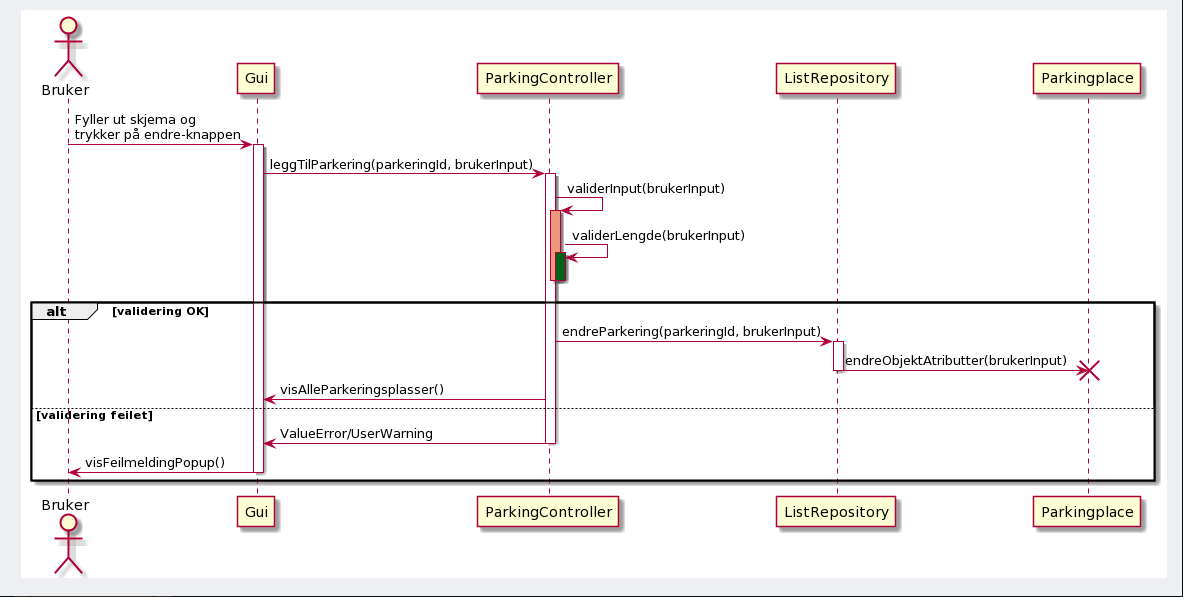 Bruker
Gui
ParkingController
ListRepository
Parkingplace
Fyller ut skjema og
trykker på endre-knappen
leggTilParkering(parkeringId, brukerInput)
validerInput(brukerInput)
validerLengde(brukerInput)
alt
[validering OK]
endreParkering(parkeringId, brukerInput)
endreObjektAtributter(brukerInput)
visAlleParkeringsplasser()
[validering feilet]
ValueError/UserWarning
visFeilmeldingPopup()
Bruker
Gui
ParkingController
ListRepository
Parkingplace